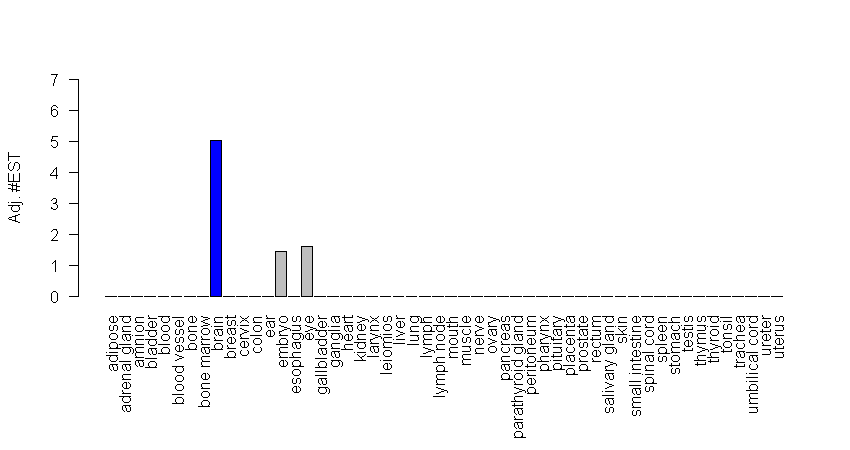 7
6
5
4
3
2
1
0
Adj. #EST
adipose
adrenal gland
amnion
bladder
blood
blood vessel
bone
bone marrow
brain
breast
cervix
colon
ear
embryo
esophagus
eye
gallbladder
ganglia
heart
kidney
larynx
leiomios
liver
lung
lymph
lymph node
mouth
muscle
nerve
ovary
pancreas
parathyroid gland
peritoneum
pharynx
pituitary
placenta
prostate
rectum
salivary gland
skin
small intestine
spinal cord
spleen
stomach
testis
thymus
thyroid
tonsil
trachea
umbilical cord
ureter
uterus